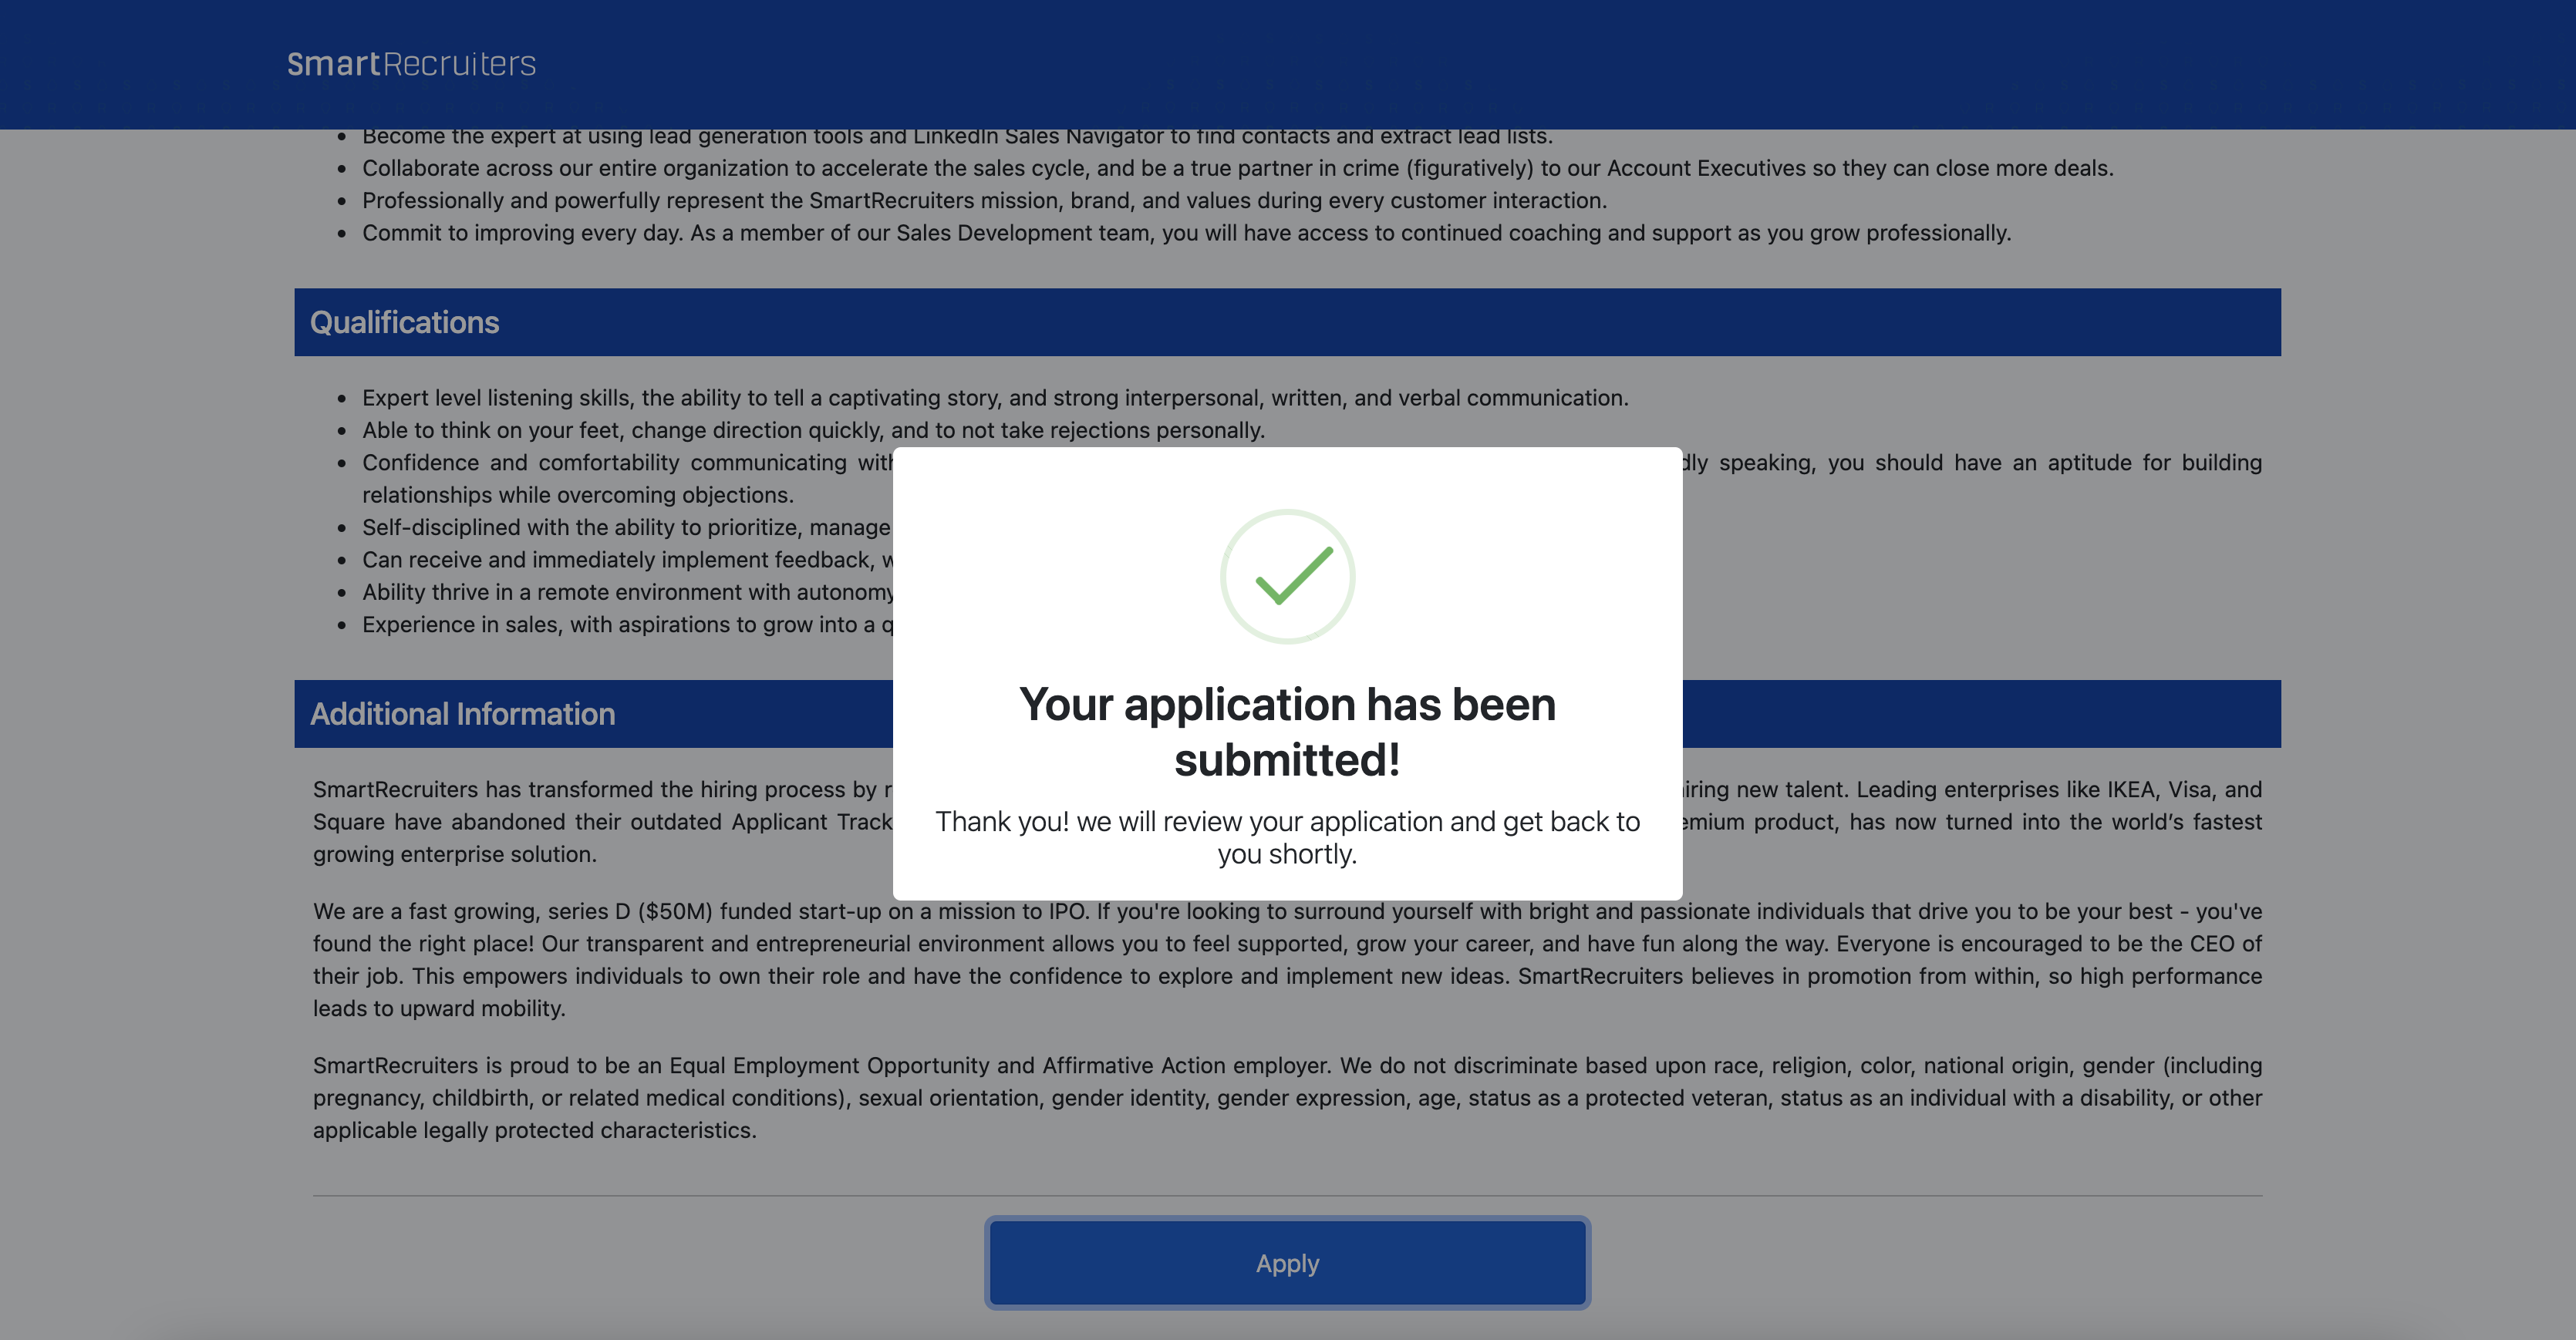 SmartRecruiters
Become the expert at using lead generation tools and LinkedIn Sales Navigator to find contacts and extract lead lists.
Collaborate across our entire organization to accelerate the sales cycle, and be a true partner in crime (figuratively) to our Account Executives so they can close more deals.
Professionally and powerfully represent the SmartRecruiters mission, brand, and values during every customer interaction.
Commit to improving every day. As a member of our Sales Development team, you will have access to continued coaching and support as you grow professionally.
Qualifications
Expert level listening skills, the ability to tell a captivating story, and strong interpersonal, written, and verbal communication.
Able to think on your feet, change direction quickly, and to not take rejections personally.
Confidence and comfortability communicating speaking, you should have an aptitude for building
relationships while overcoming objections.
Self-disciplined with the ability to prioritize, manage
Can receive and immediately implement feedback,
Ability thrive in a remote environment with autonomy
Experience in sales, with aspirations to grow into a
Your application has been
submitted!
Thank you! we will review your application and get back to
you shortly.
Additional Information
SmartRecruiters has transformed the hiring process by new talent. Leading enterprises like IKEA, Visa, and
Square have abandoned their outdated Applicant product, has now turned into the world's fastest
growing enterprise solution.
We are a fast growing, series D ($50M) funded start-up on a mission to IPO. If you're looking to surround yourself with bright and passionate individuals that drive you to be your best - you've
found the right place! Our transparent and entrepreneurial environment allows you to feel supported, grow your career, and have fun along the way. Everyone is encouraged to be the CEO of
their job. This empowers individuals to own their role and have the confidence to explore and implement new ideas. SmartRecruiters believes in promotion from within, so high performance
leads to upward mobility.
SmartRecruiters is proud to be an Equal Employment Opportunity and Affirmative Action employer. We do not discriminate based upon race, religion, color, national origin, gender (including
pregnancy, childbirth, or related medical conditions), sexual orientation, gender identity, gender expression, age, status as a protected veteran, status as an individual with a disability, or other
applicable legally protected characteristics.
Apply